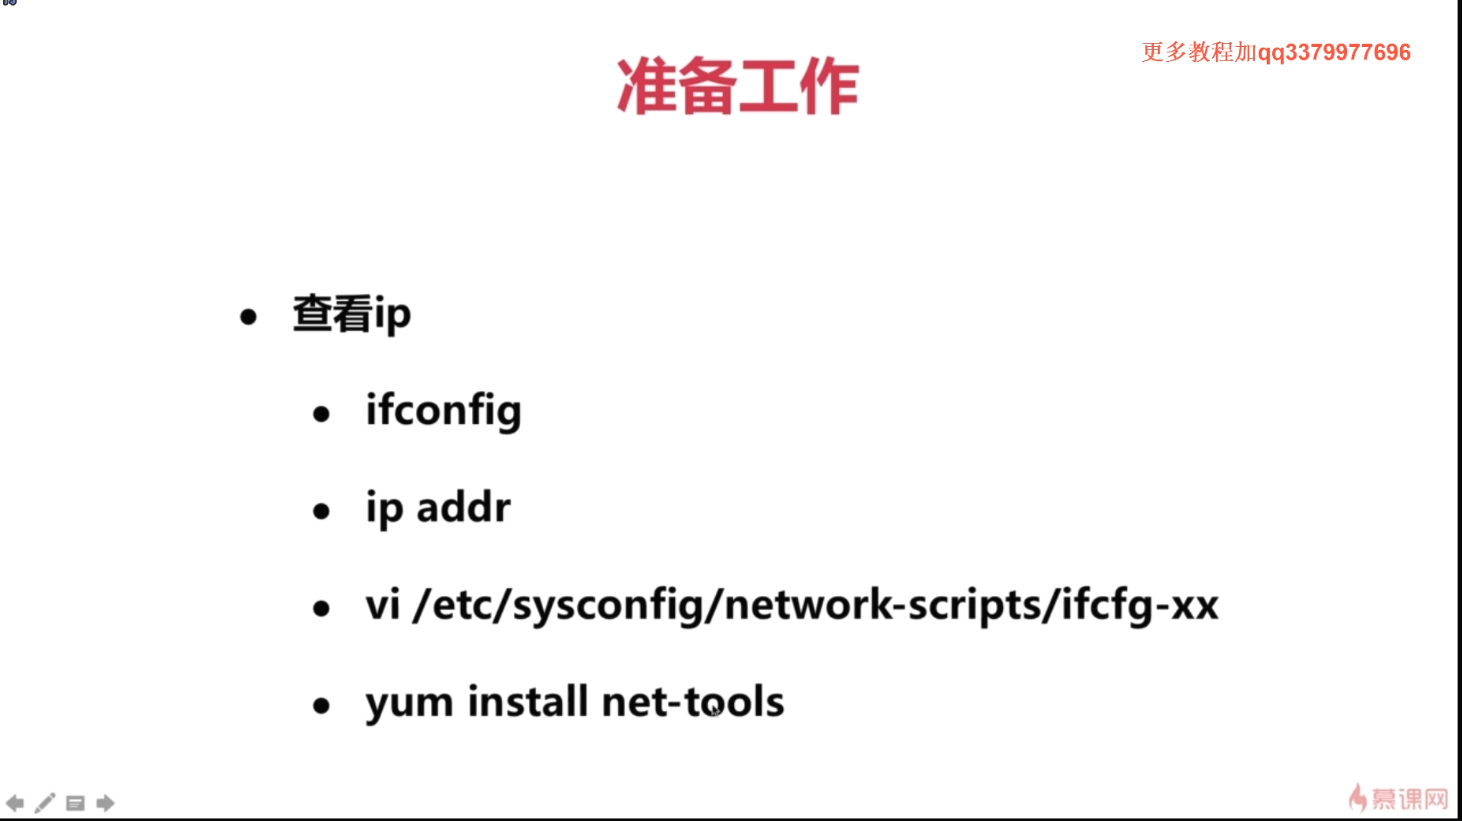 更多教程加qq3379977696
准备工作
查看ip
ifconfig
ip addr
vi /etc/sysconfig/network-scripts/ifcfg-xx
yum install net-tools
慕课网